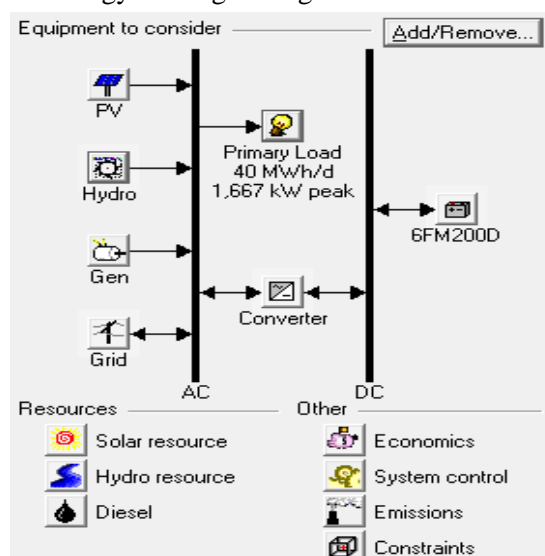 Equipment to consider
Add/Remove...
PV
Primary Load
40 MWh/d
1,667 kW peak
Hydro
6FM200D
Gen
Converter
Grid
AC
DC
Resources
Other
Solar resource
Economics
Hydro resource
System control
Diesel
Emissions
Constraints